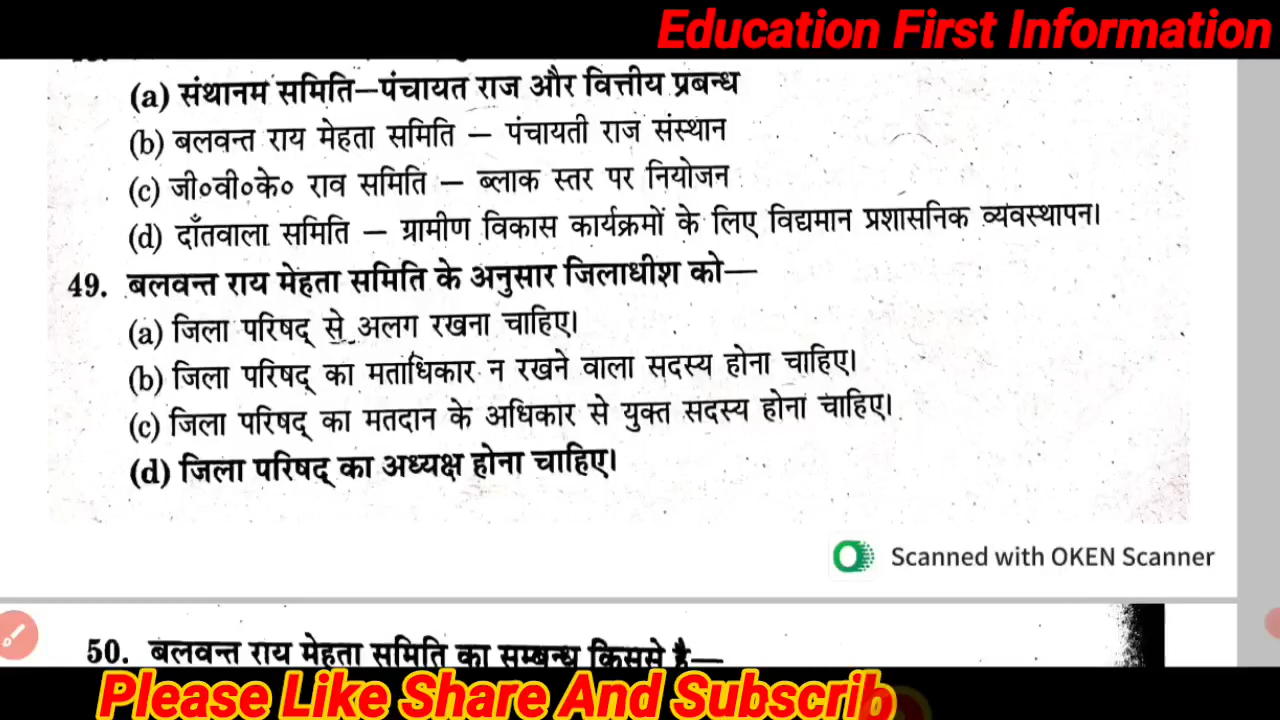 Education First Information
(a) संथानम समिति–पंचायत राज और वित्तीय प्रबन्ध
(b) बलवन्त राय मेहता समिति – पंचायती राज संस्थान
(c) जी०वी०के० राव समिति – ब्लाक स्तर पर नियोजन
(d) दाँतवाला समिति – ग्रामीण विकास कार्यक्रमों के लिए विद्यमान प्रशासनिक व्यवस्थापन।
49. बलवन्त राय मेहता समिति के अनुसार जिलाधीश को—
(a) जिला परिषद् से अलग रखना चाहिए।
(b) जिला परिषद् का मताधिकार न रखने वाला सदस्य होना चाहिए।
(c) जिला परिषद् का मतदान के अधिकार से युक्त सदस्य होना चाहिए।
(d) जिला परिषद् का अध्यक्ष होना चाहिए।
Scanned with OKEN Scanner
50. बलवन्त राय मेहता समिति का सम्बन्ध किससे है—
Please Like Share And Subscrib